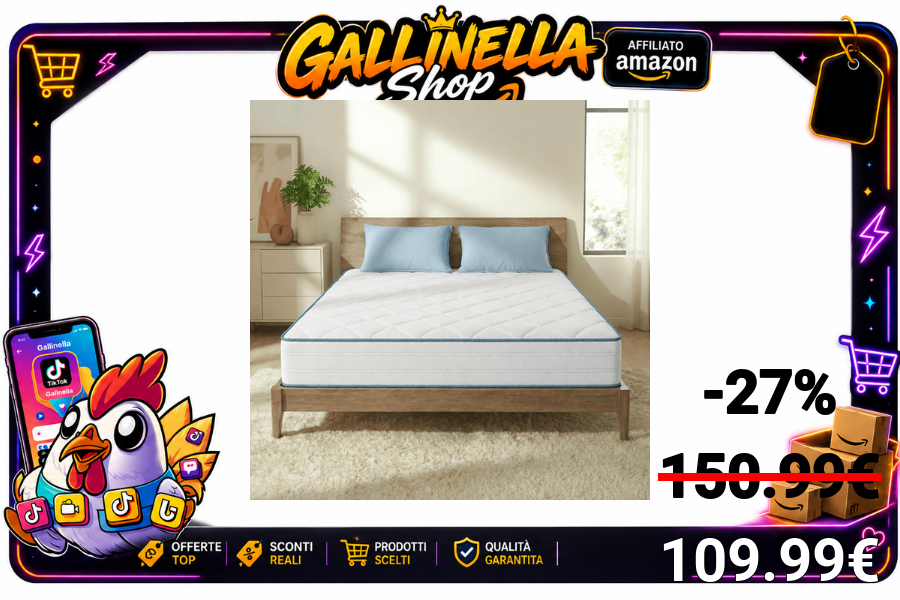 GALLINELLA
Shop
AFFILIATO
amazon
Gallinella
TikTok
Gallinella
-27%
150.99€
109.99€
OFFERTE
TOP
SCONTI
REALI
PRODOTTI
SCELTI
QUALITÀ
GARANTITA